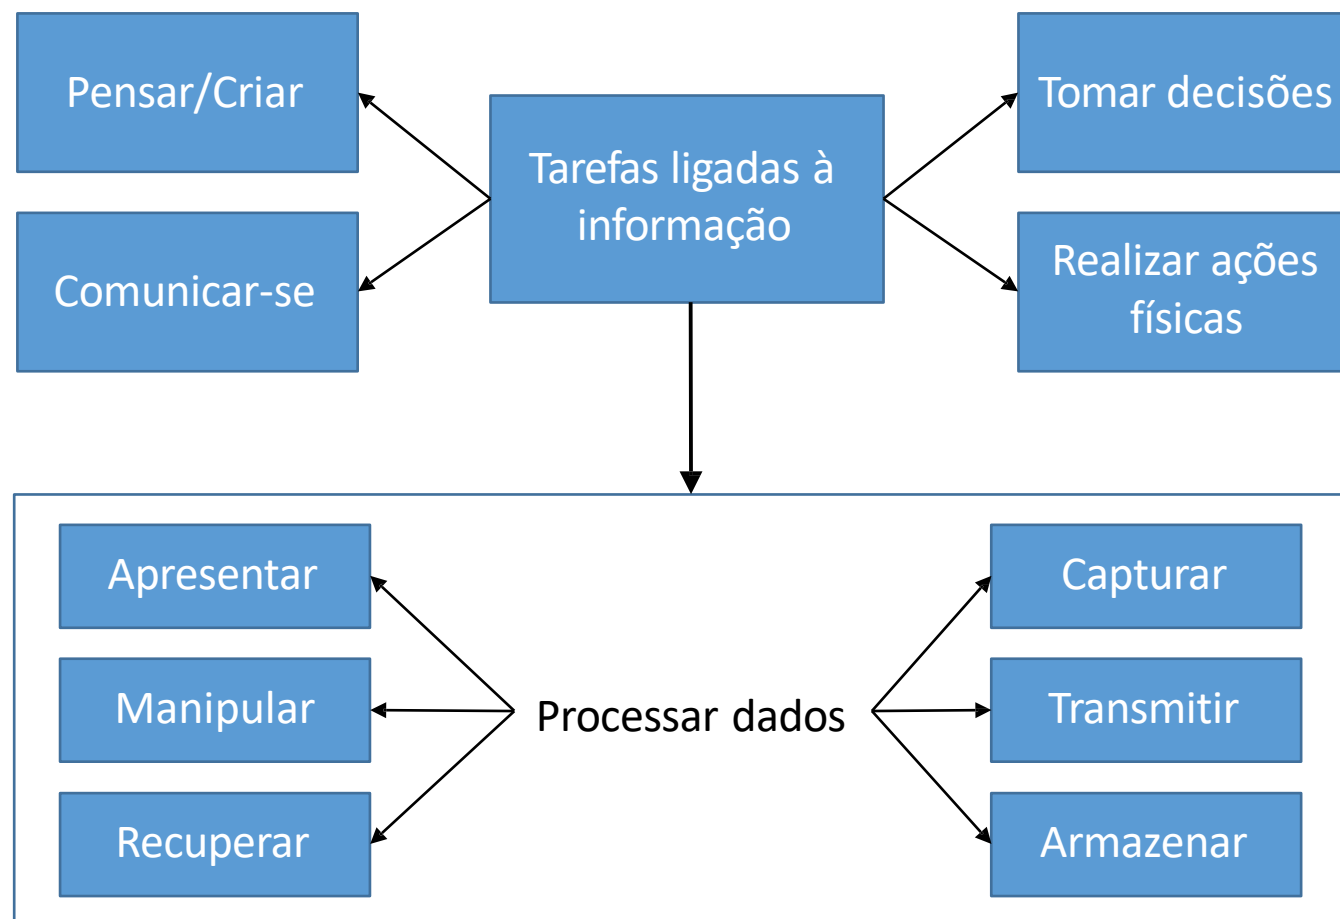 Pensar/Criar
Comunicar-se
Tarefas ligadas à
informação
Tomar decisões
Realizar ações
físicas
Apresentar
Manipular
Recuperar
Processar dados
Capturar
Transmitir
Armazenar